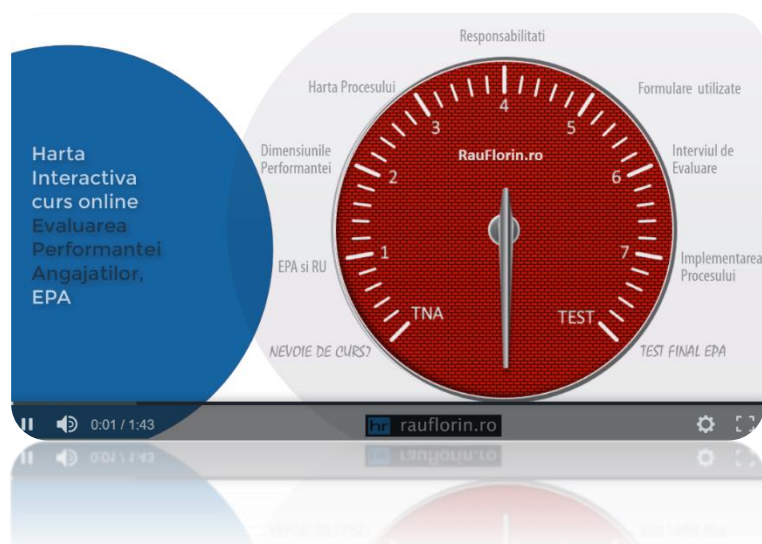 Harta
Interactiva
curs online
Evaluarea
Performantei
Angajatilor,
EPA
Responsabilitati
Harta Procesului
Formulare utilizate
Dimensiunile
Performantei
Interviul de
Evaluare
EPA si RU
Implementarea
Procesului
NEVOIE DE CURS?
TEST FINAL EPA
RauFlorin.ro
TNA
1
2
3
4
5
6
7
TEST
0:01 / 1:43
hr rauflorin.ro